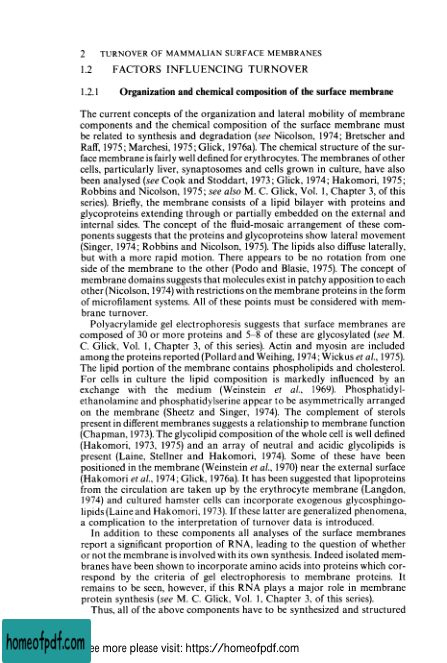 2 TURNOVER OF MAMMALIAN SURFACE MEMBRANES
1.2 FACTORS INFLUENCING TURNOVER
1.2.1 Organization and chemical composition of the surface membrane
The current concepts of the organization and lateral mobility of membrane
components and the chemical composition of the surface membrane must
be related to synthesis and degradation (see Nicolson, 1974; Bretscher and
Raff, 1975; Marchesi, 1975; Glick, 1976a). The chemical structure of the sur-
face membrane is fairly well defined for erythrocytes. The membranes of other
cells, particularly liver, synaptosomes and cells grown in culture, have also
been analysed (see Cook and Stoddart, 1973; Glick, 1974; Hakomori, 1975;
Robbins and Nicolson, 1975; see also M. C. Glick, Vol. 1, Chapter 3, of this
series). Briefly, the membrane consists of a lipid bilayer with proteins and
glycoproteins extending through or partially embedded on the external and
internal sides. The concept of the fluid-mosaic arrangement of these com-
ponents suggests that the proteins and glycoproteins show lateral movement
(Singer, 1974; Robbins and Nicolson, 1975). The lipids also diffuse laterally,
but with a more rapid motion. There appears to be no rotation from one
side of the membrane to the other (Podo and Blasie, 1975). The concept of
membrane domains suggests that molecules exist in patchy apposition to each
other (Nicolson, 1974) with restrictions on the membrane proteins in the form
of microfilament systems. All of these points must be considered with mem-
brane turnover.
Polyacrylamide gel electrophoresis suggests that surface membranes are
composed of 30 or more proteins and 5–8 of these are glycosylated (see M.
C. Glick, Vol. 1, Chapter 3, of this series). Actin and myosin are included
among the proteins reported (Pollard and Weihing, 1974; Wickus et al., 1975).
The lipid portion of the membrane contains phospholipids and cholesterol.
For cells in culture the lipid composition is markedly influenced by an
exchange with the medium (Weinstein et al., 1969). Phosphatidyl-
ethanolamine and phosphatidylserine appear to be asymmetrically arranged
on the membrane (Sheetz and Singer, 1974). The complement of sterols
present in different membranes suggests a relationship to membrane function
(Chapman, 1973). The glycolipid composition of the whole cell is well defined
(Hakomori, 1973, 1975) and an array of neutral and acidic glycolipids is
present (Laine, Stellner and Hakomori, 1974). Some of these have been
positioned in the membrane (Weinstein et al., 1970) near the external surface
(Hakomori et al., 1974; Glick, 1976a). It has been suggested that lipoproteins
from the circulation are taken up by the erythrocyte membrane (Langdon,
1974) and cultured hamster cells can incorporate exogenous glycosphingo-
lipids (Laine and Hakomori, 1973). If these latter are generalized phenomena,
a complication to the interpretation of turnover data is introduced.
In addition to these components all analyses of the surface membranes
report a significant proportion of RNA, leading to the question of whether
or not the membrane is involved with its own synthesis. Indeed isolated mem-
branes have been shown to incorporate amino acids into proteins which cor-
respond by the criteria of gel electrophoresis to membrane proteins. It
remains to be seen, however, if this RNA plays a major role in membrane
protein synthesis (see M. C. Glick, Vol. 1, Chapter 3, of this series).
Thus, all of the above components have to be synthesized and structured
homeofpdf.com
ee more please visit: https://homeofpdf.com